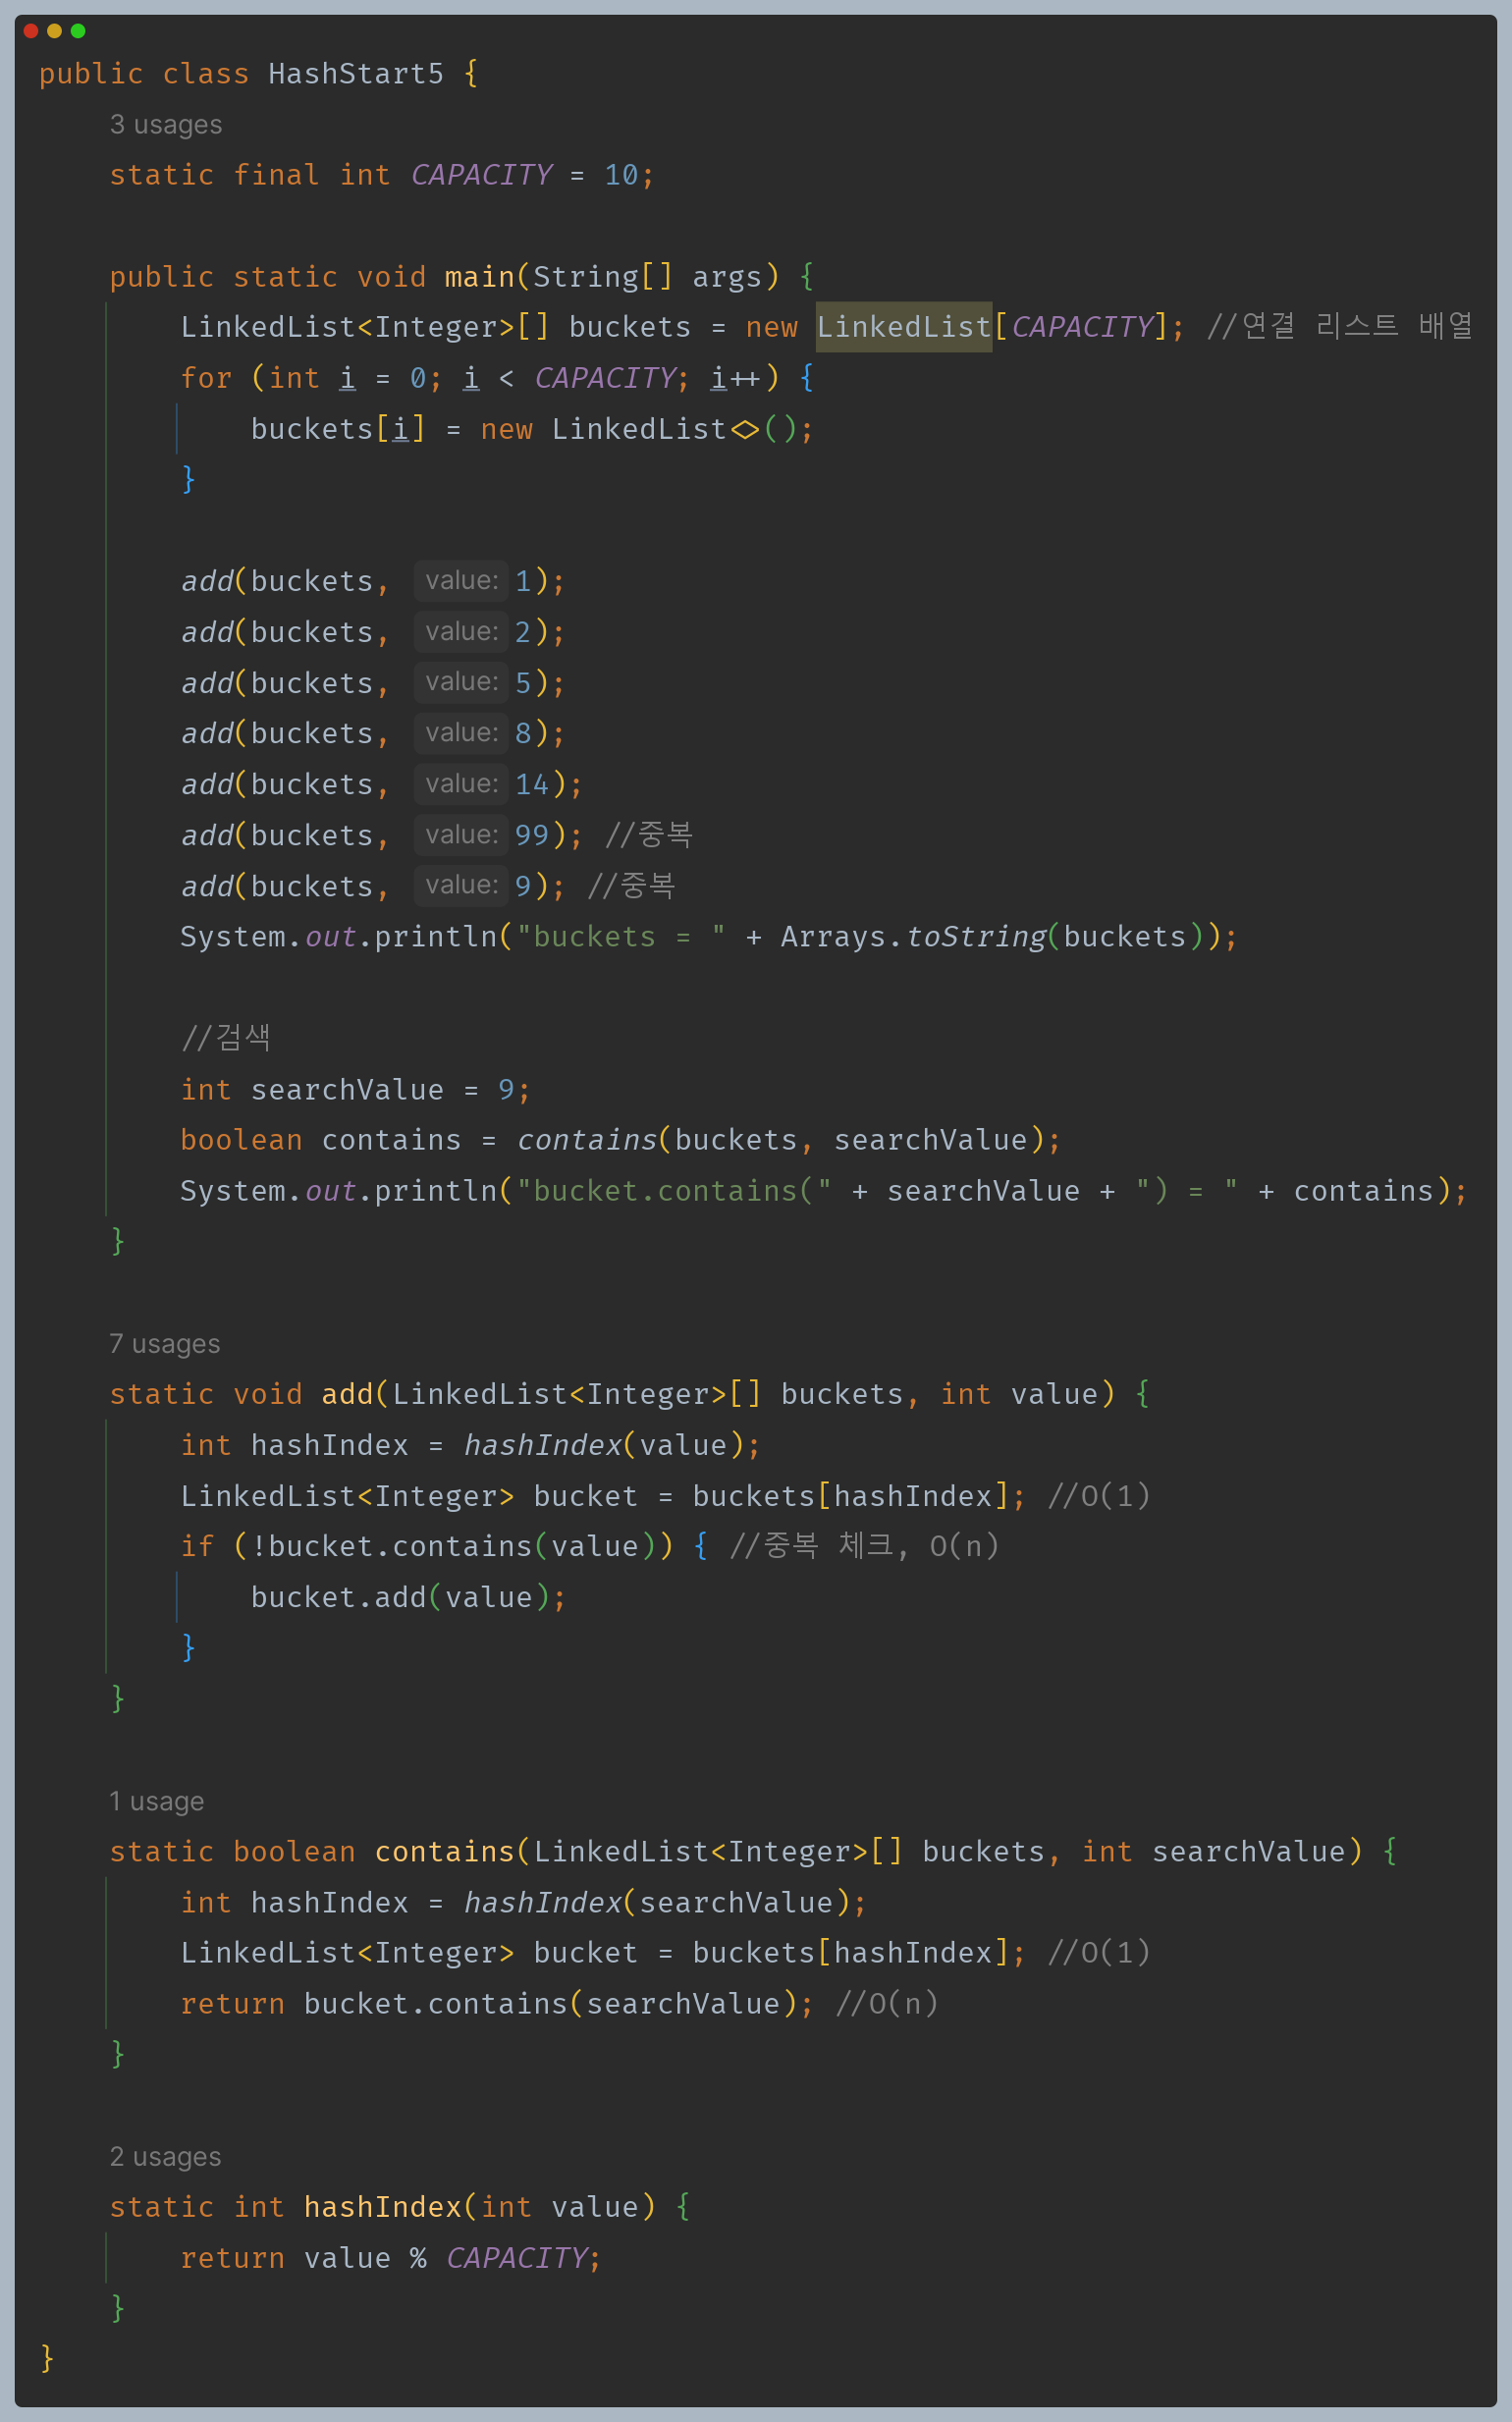 public class HashStart5 {
3 usages
static final int CAPACITY = 10;
public static void main(String[] args) {
LinkedList<Integer>[] buckets = new LinkedList[CAPACITY]; //연결 리스트 배열
for (int i = 0; i < CAPACITY; i++) {
buckets[i] = new LinkedList<>();
}
add(buckets, value: 1);
add(buckets, value: 2);
add(buckets, value: 5);
add(buckets, value: 8);
add(buckets, value: 14);
add(buckets, value: 99); //중복
add(buckets, value: 9); //중복
System.out.println("buckets = " + Arrays.toString(buckets));
//검색
int searchValue = 9;
boolean contains = contains(buckets, searchValue);
System.out.println("bucket.contains(" + searchValue + ") = " + contains);
}
7 usages
static void add(LinkedList<Integer>[] buckets, int value) {
int hashIndex = hashIndex(value);
LinkedList<Integer> bucket = buckets[hashIndex]; //O(1)
if (!bucket.contains(value)) { //중복 체크, O(n)
bucket.add(value);
}
}
1 usage
static boolean contains(LinkedList<Integer>[] buckets, int searchValue) {
int hashIndex = hashIndex(searchValue);
LinkedList<Integer> bucket = buckets[hashIndex]; //O(1)
return bucket.contains(searchValue); //O(n)
}
2 usages
static int hashIndex(int value) {
return value % CAPACITY;
}
}